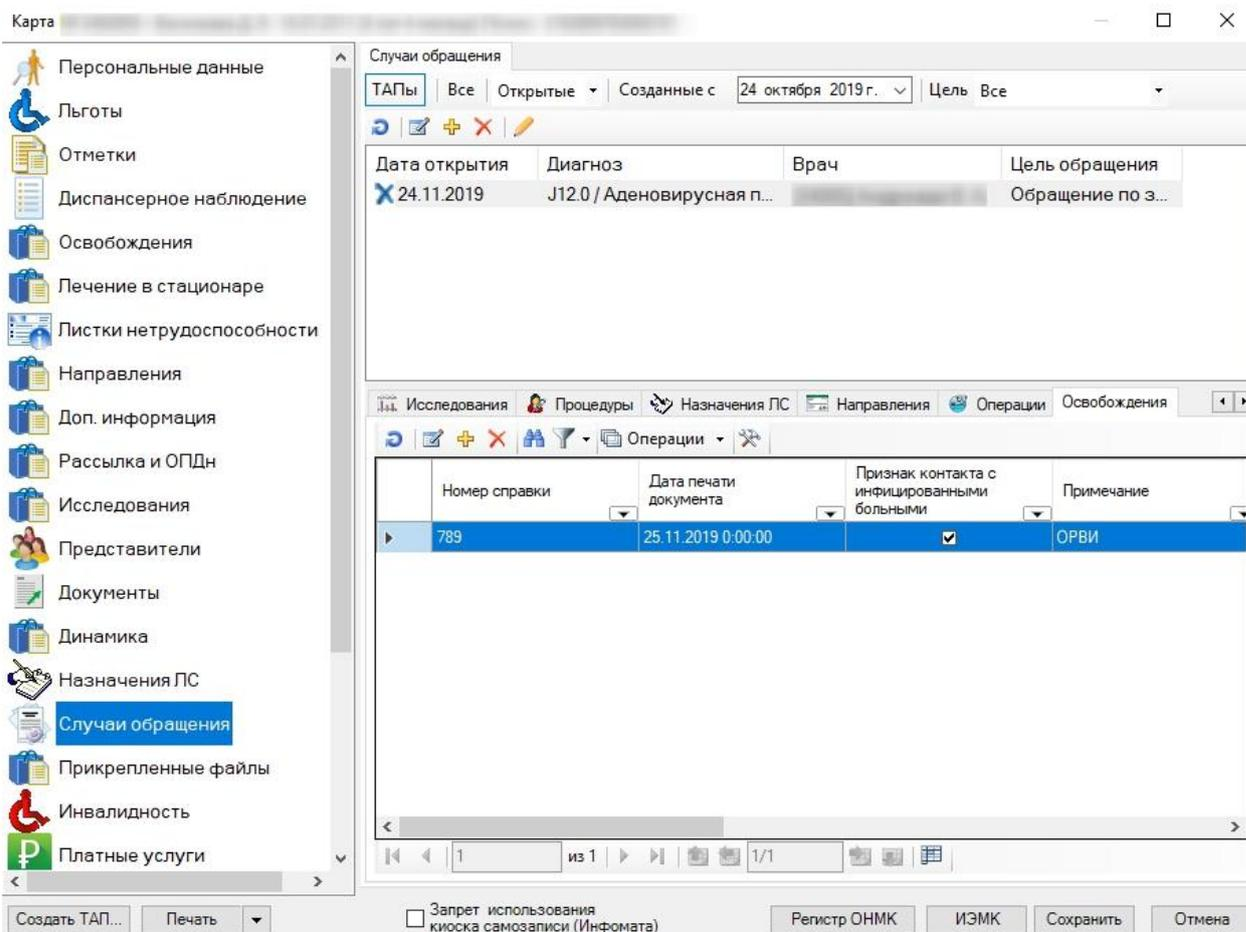 Карта
Персональные данные
Льготы
Отметки
Диспансерное наблюдение
Освобождения
Лечение в стационаре
Листки нетрудоспособности
Направления
Доп. информация
Рассылка и ОПДн
Исследования
Представители
Документы
Динамика
Назначения ЛС
Случаи обращения
Прикрепленные файлы
Инвалидность
Платные услуги
Случаи обращения
ТАПы Все Открытые Созданные с 24 октября 2019 г. Цель Все
Дата открытия Диагноз Врач Цель обращения
24.11.2019 J12.0 / Аденовирусная п... Обращение по з...
Исследования Процедуры Назначения ЛС Направления Операции Освобождения
Операции
Номер справки
Дата печати
документа
Признак контакта с
инфицированными
больными
Примечание
789 25.11.2019 0:00:00 ОРВИ
1 из 1 1/1
Создать ТАП... Печать
Запрет использования
киоска самозаписи (Инфомата)
Регистр ОНМК ИЭМК Сохранить Отмена